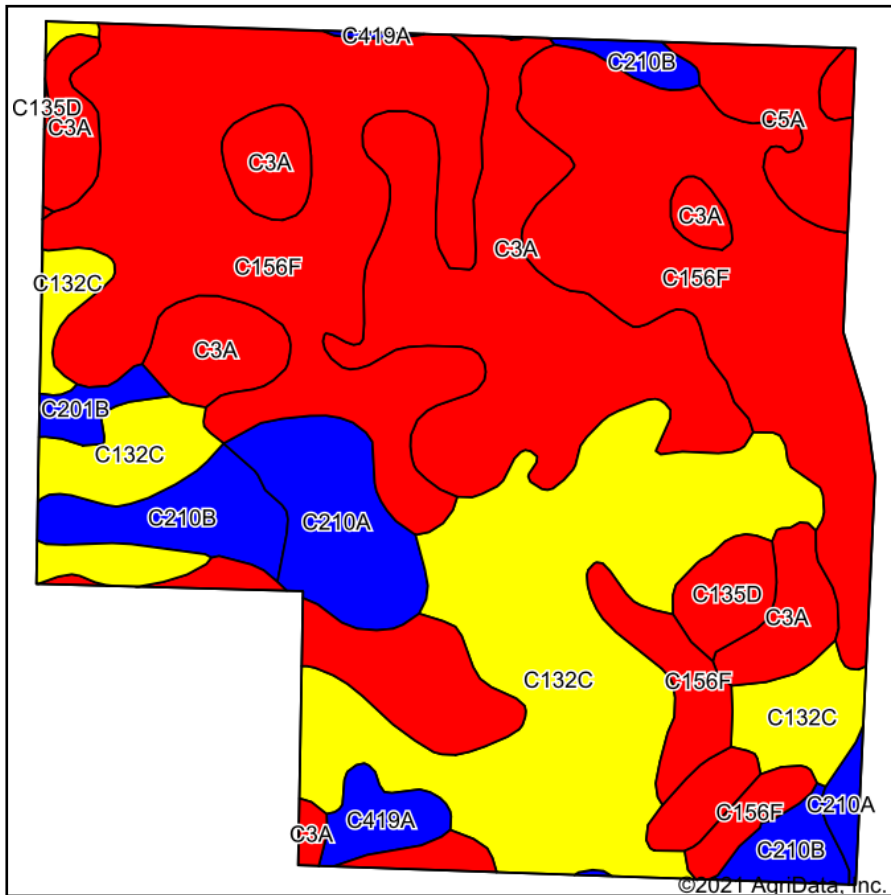 C419A
C210B
C135D
C3A
C5A
C3A
C3A
C3A
C156F
C156F
C132C
C3A
C201B
C132C
C210B
C210A
C135D
C3A
C132C
C156F
C132C
C210A
C156F
C419A
C3A
C210B
©2021 AgriData, Inc.